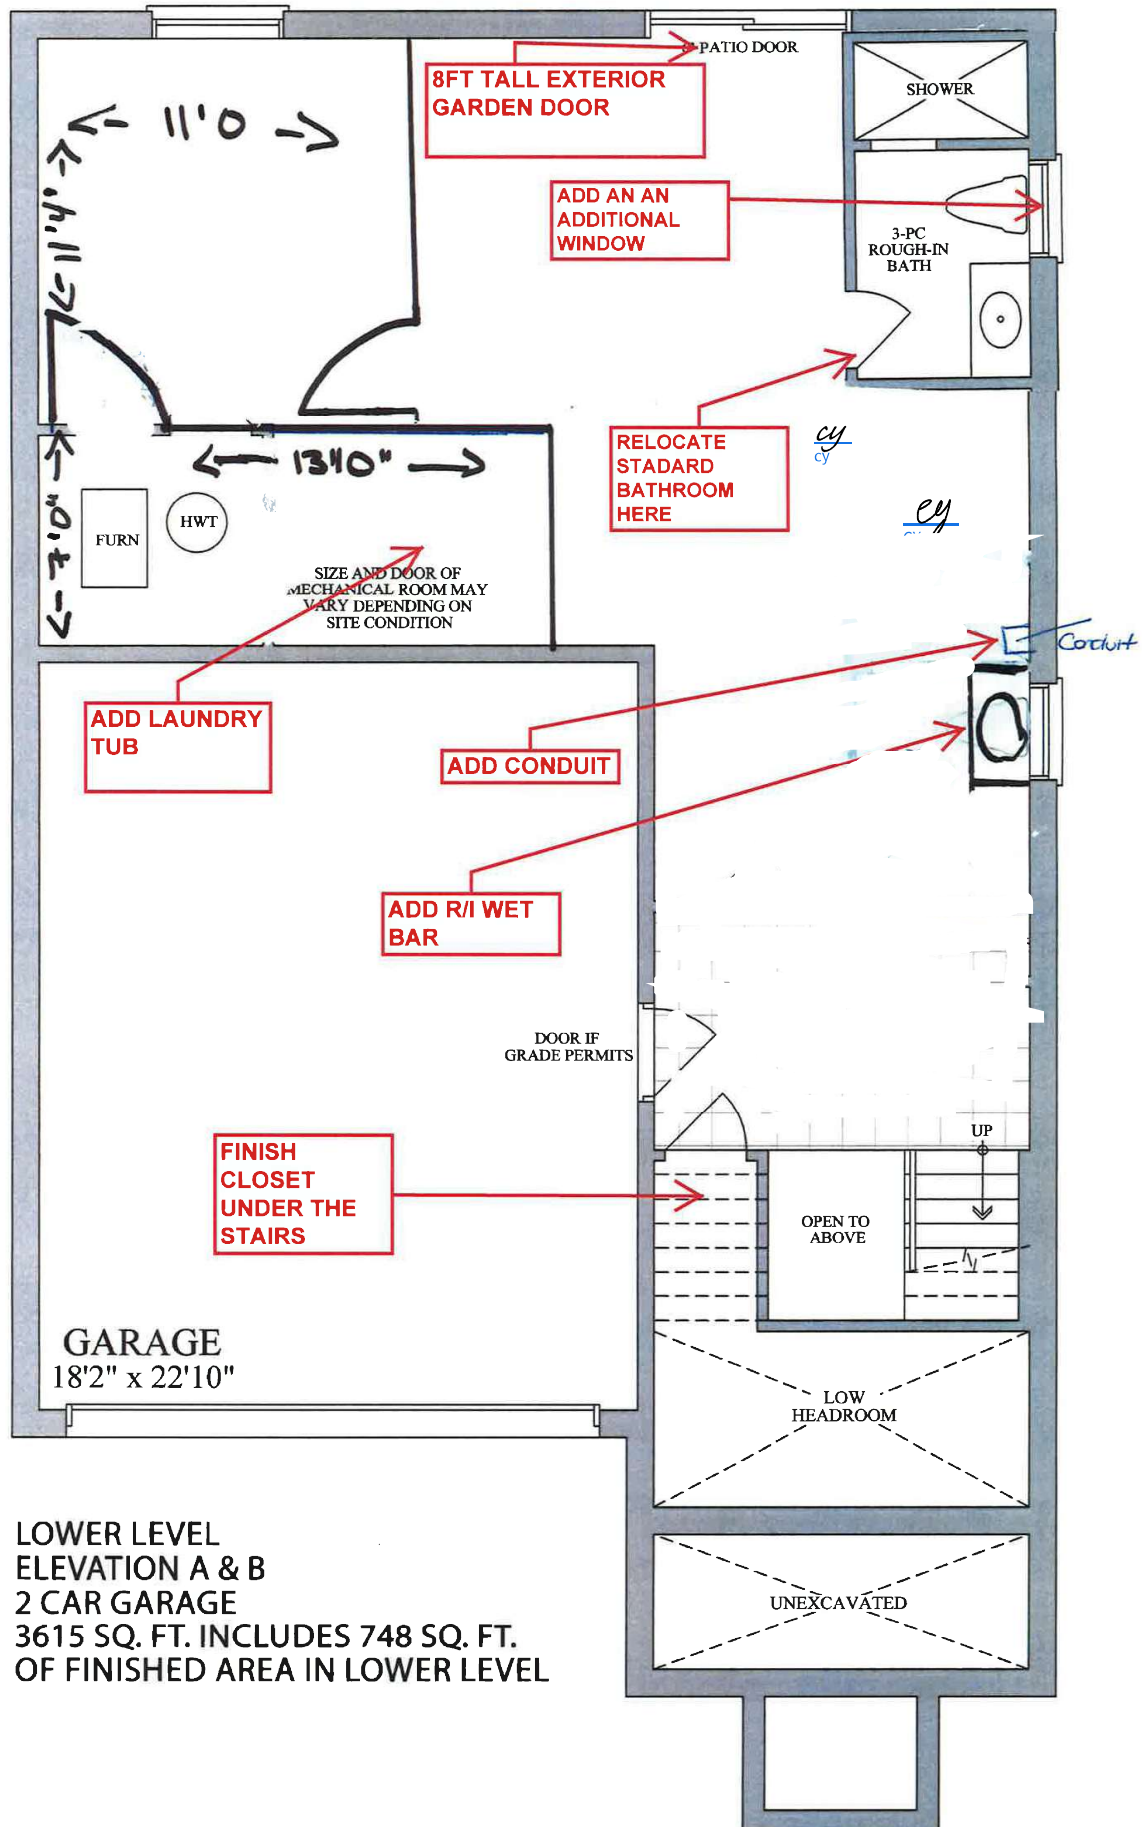 PATIO DOOR
8FT TALL EXTERIOR
GARDEN DOOR
SHOWER
11'0
11'4"
ADD AN AN
ADDITIONAL
WINDOW
3-PC
ROUGH-IN
BATH
RELOCATE
STADARD
BATHROOM
HERE
cy
cy
cy
13'0"
7'0"
FURN
HWT
SIZE AND DOOR OF
MECHANICAL ROOM MAY
VARY DEPENDING ON
SITE CONDITION
Conduit
ADD LAUNDRY
TUB
ADD CONDUIT
ADD R/I WET
BAR
DOOR IF
GRADE PERMITS
UP
FINISH
CLOSET
UNDER THE
STAIRS
OPEN TO
ABOVE
GARAGE
18'2" x 22'10"
LOW
HEADROOM
LOWER LEVEL
ELEVATION A & B
2 CAR GARAGE
3615 SQ. FT. INCLUDES 748 SQ. FT.
OF FINISHED AREA IN LOWER LEVEL
UNEXCAVATED